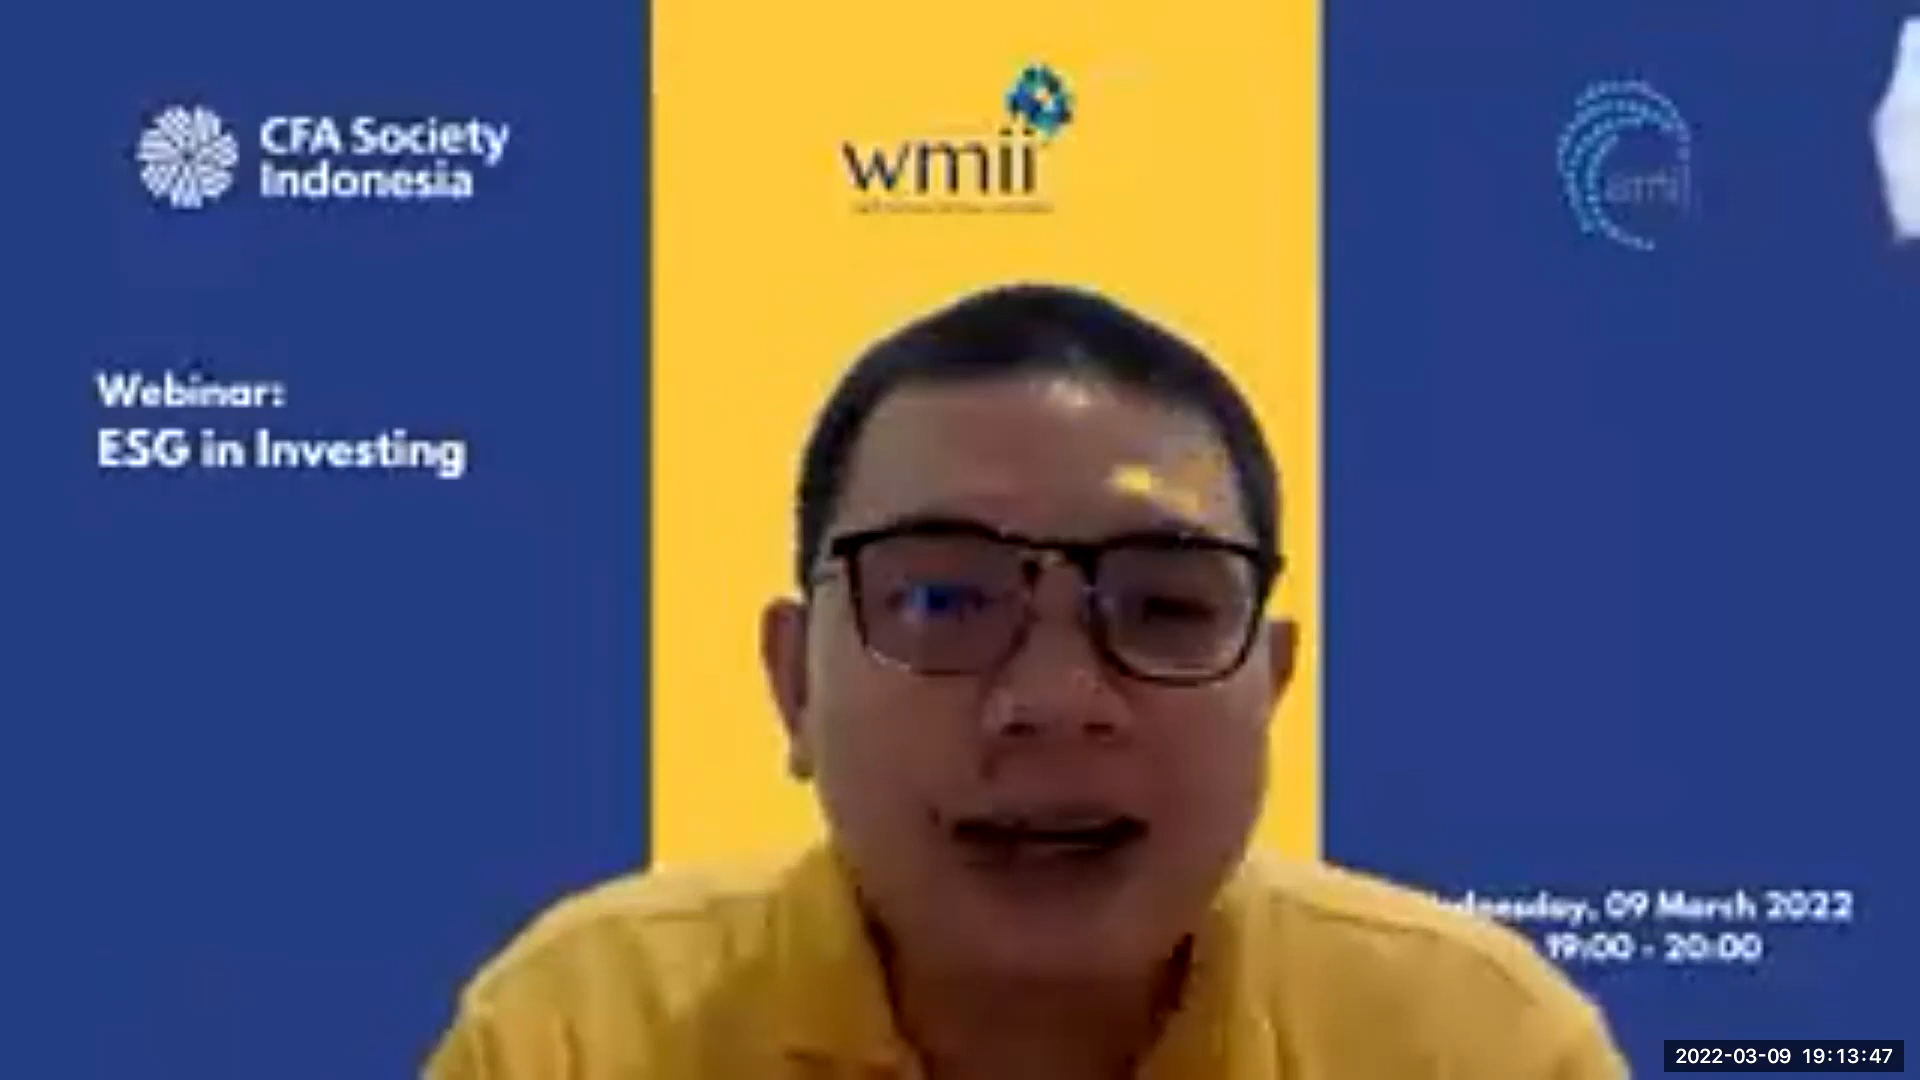 CFA Society
Indonesia
wmii
amii
Webinar:
ESG in Investing
09 March 2022
19:00 - 20:00
2022-03-09 19:13:47